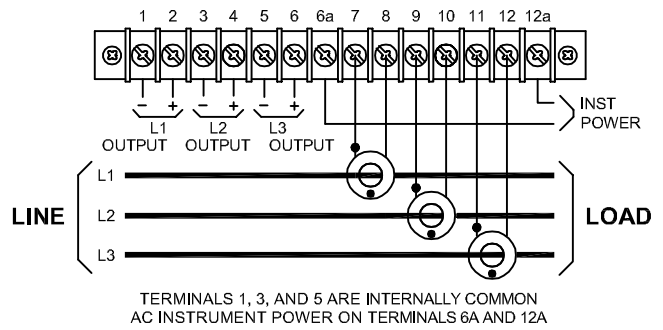 1 2 3 4 5 6 6a 7 8 9 10 11 12 12a
− + − + − +
L1 L2 L3
OUTPUT OUTPUT OUTPUT
INST
POWER
L1
LINE L2 LOAD
L3
TERMINALS 1, 3, AND 5 ARE INTERNALLY COMMON
AC INSTRUMENT POWER ON TERMINALS 6A AND 12A